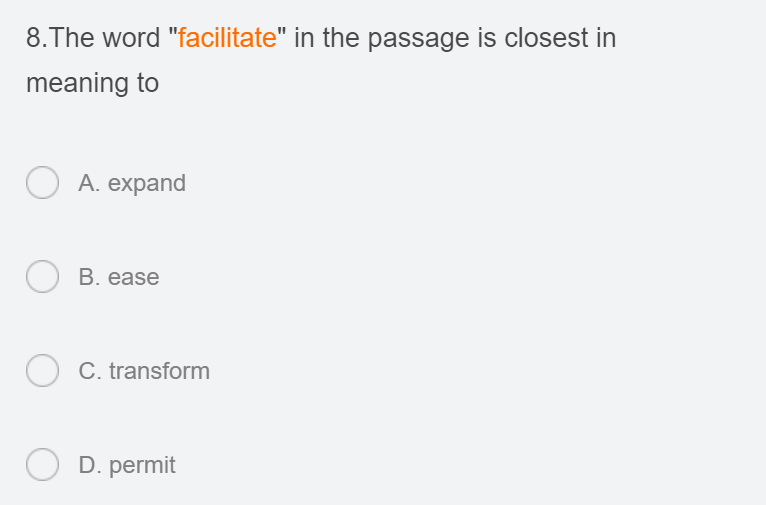 8.The word "facilitate" in the passage is closest in
meaning to
A. expand
B. ease
C. transform
D. permit